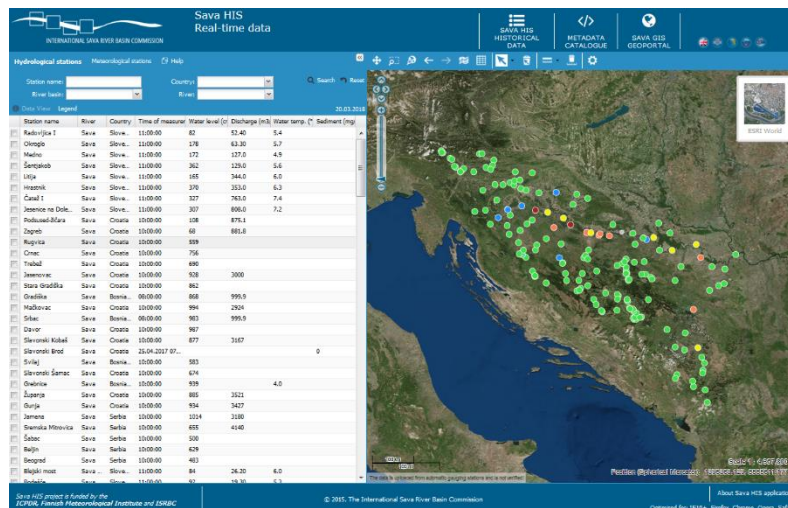 Sava HIS
Real-time data
INTERNATIONAL SAVA RIVER BASIN COMMISSION
SAVA HIS
HISTORICAL
DATA
METADATA
CATALOGUE
SAVA GIS
GEOPORTAL
Hydrological stations Meteorological stations Help
Station name: Country: Search Reset
River basin: River:
Data View Legend 20.03.2018
Station name River Country Time of measurer Water level (c Discharge (m3 Water temp. (° Sediment (mg
Radovljica I Sava Slove... 11:00:00 82 52.40 5.4
Okroglo Sava Slove... 11:00:00 178 63.30 5.7
Medno Sava Slove... 11:00:00 172 127.0 4.9
Šentjakob Sava Slove... 11:00:00 362 129.0 5.6
Litija Sava Slove... 11:00:00 165 344.0 6.0
Hrastnik Sava Slove... 11:00:00 370 353.0 6.3
Čatež I Sava Slove... 11:00:00 327 763.0 7.4
Jesenice na Dole... Sava Slove... 11:00:00 307 808.0 7.2
Podsused-žičara Sava Croatia 10:00:00 108 875.1
Zagreb Sava Croatia 10:00:00 68 881.8
Rugvica Sava Croatia 10:00:00 559
Crnac Sava Croatia 10:00:00 756
Trebež Sava Croatia 10:00:00 690
Jasenovac Sava Croatia 10:00:00 928 3000
Stara Gradiška Sava Croatia 10:00:00 862
Gradiška Sava Bosnia... 08:00:00 868 999.9
Mačkovac Sava Croatia 10:00:00 994 2924
Srbac Sava Bosnia... 08:00:00 983 999.9
Davor Sava Croatia 10:00:00 987
Slavonski Kobaš Sava Croatia 10:00:00 877 3167
Slavonski Brod Sava Croatia 25.04.2017 07... 0
Svilaj Sava Bosnia... 10:00:00 583
Slavonski Šamac Sava Croatia 10:00:00 674
Grebnice Sava Bosnia... 10:00:00 939 4.0
Županja Sava Croatia 10:00:00 885 3521
Gunja Sava Croatia 10:00:00 934 3427
Jamena Sava Serbia 10:00:00 1014 3180
Sremska Mitrovica Sava Serbia 10:00:00 655 4140
Šabac Sava Serbia 10:00:00 500
Beljin Sava Serbia 10:00:00 629
Beograd Sava Serbia 10:00:00 483
Blejski most Sava ... Slove... 11:00:00 84 26.20 6.0
ESRI World
The data is obtained from automatic gauging stations and is not verified
Sava HIS project is funded by the
ICPDR, Finnish Meteorological Institute and ISRBC
© 2015. The International Sava River Basin Commission
About Sava HIS application